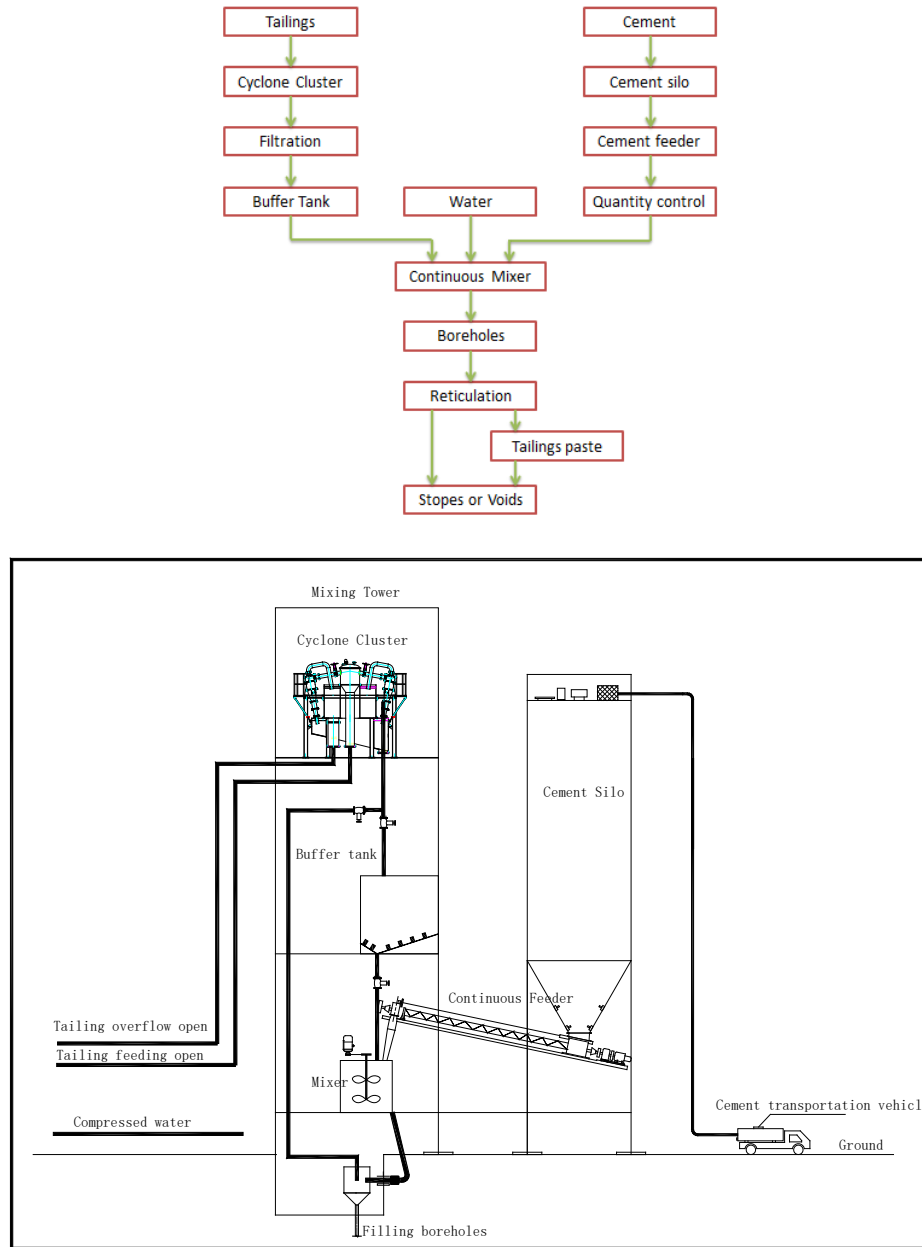 Tailings
Cement
Cyclone Cluster
Cement silo
Filtration
Cement feeder
Buffer Tank
Water
Quantity control
Continuous Mixer
Boreholes
Reticulation
Tailings paste
Stopes or Voids
Mixing Tower
Cyclone Cluster
Cement Silo
Buffer tank
Continuous Feeder
Tailing overflow open
Tailing feeding open
Mixer
Compressed water
Cement transportation vehicle
Ground
Filling boreholes